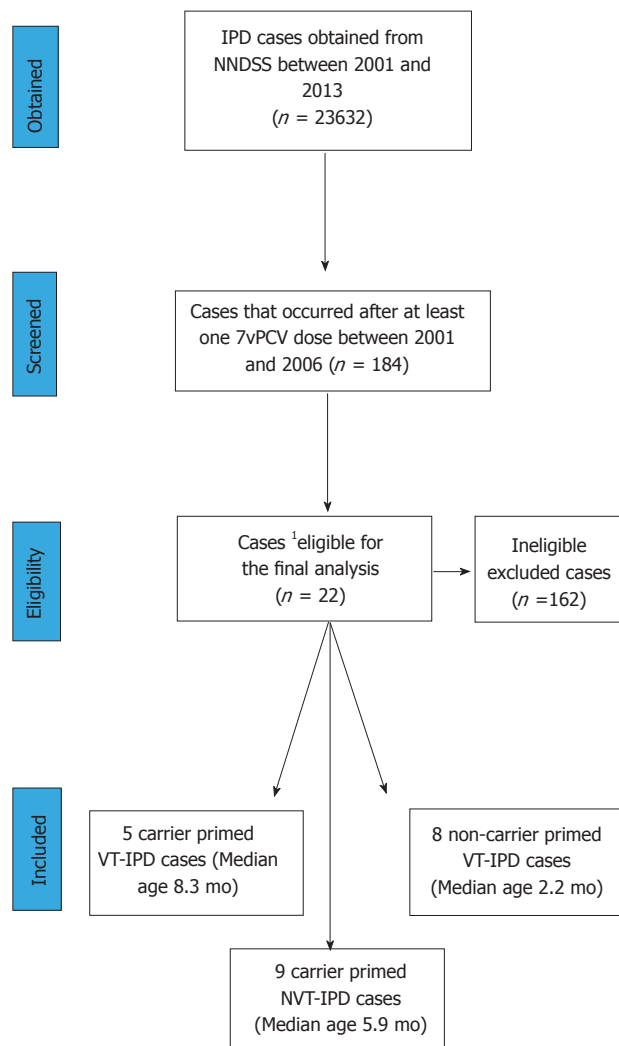 Obtained
IPD cases obtained from
NNDSS between 2001 and
2013
(n = 23632)
Screened
Cases that occurred after at least
one 7vPCV dose between 2001
and 2006 (n = 184)
Eligibility
Cases ¹eligible for
the final analysis
(n = 22)
Ineligible
excluded cases
(n =162)
Included
5 carrier primed
VT-IPD cases (Median
age 8.3 mo)
8 non-carrier primed
VT-IPD cases
(Median age 2.2 mo)
9 carrier primed
NVT-IPD cases
(Median age 5.9 mo)